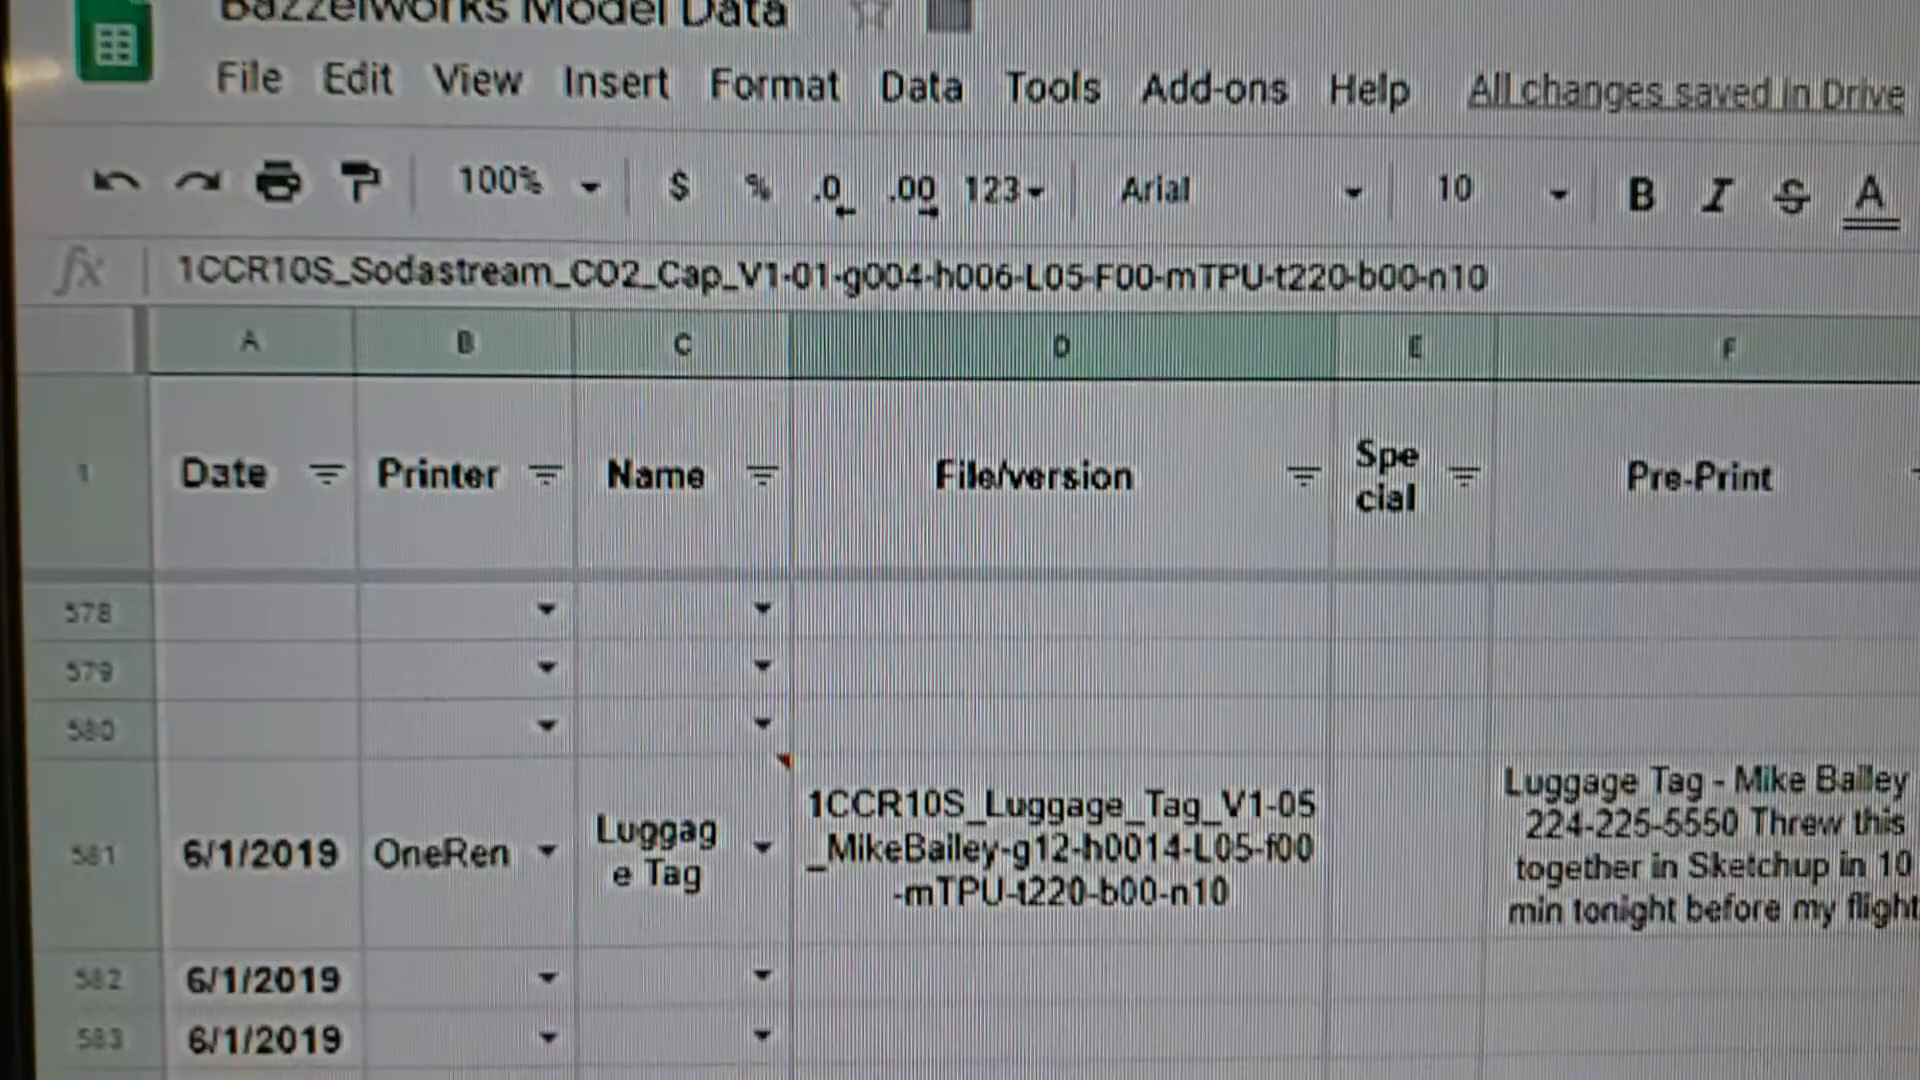 Bazzelworks Model Data
File Edit View Insert Format Data Tools Add-ons Help All changes saved in Drive
100% $ % .0 .00 123 Arial 10 B I S A
fx 1CCR10S_Sodastream_CO2_Cap_V1-01-g004-h006-L05-F00-mTPU-t220-b00-n10
A B C D E F
1 Date Printer Name File/version Spe
cial Pre-Print
578
579
580
581 6/1/2019 OneRen Luggag
e Tag
1CCR10S_Luggage_Tag_V1-05
_MikeBailey-g12-h0014-L05-f00
-mTPU-t220-b00-n10
Luggage Tag - Mike Bailey
224-225-5550 Threw this
together in Sketchup in 10
min tonight before my flight
582 6/1/2019
583 6/1/2019